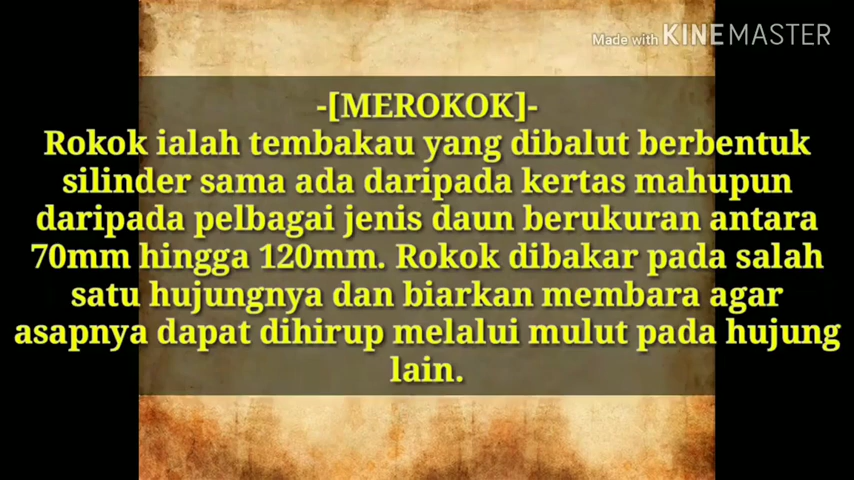 Made with KINEMASTER
-[MEROKOK]-
Rokok ialah tembakau yang dibalut berbentuk
silinder sama ada daripada kertas mahupun
daripada pelbagai jenis daun berukuran antara
70mm hingga 120mm. Rokok dibakar pada salah
satu hujungnya dan biarkan membara agar
asapnya dapat dihirup melalui mulut pada hujung
lain.